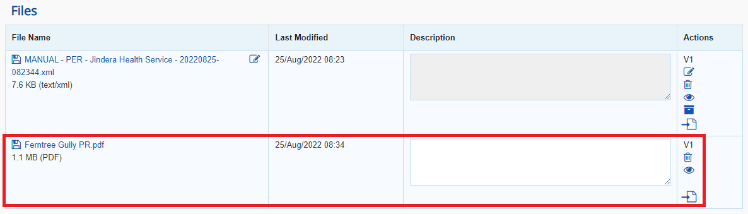 Files
File Name Last Modified Description Actions
MANUAL - PER - Jindera Health Service - 20220825- 25/Aug/2022 08:23 V1
082344.xml
7.6 KB (text/xml)
Ferntree Gully PR.pdf 25/Aug/2022 08:34 V1
1.1 MB (PDF)